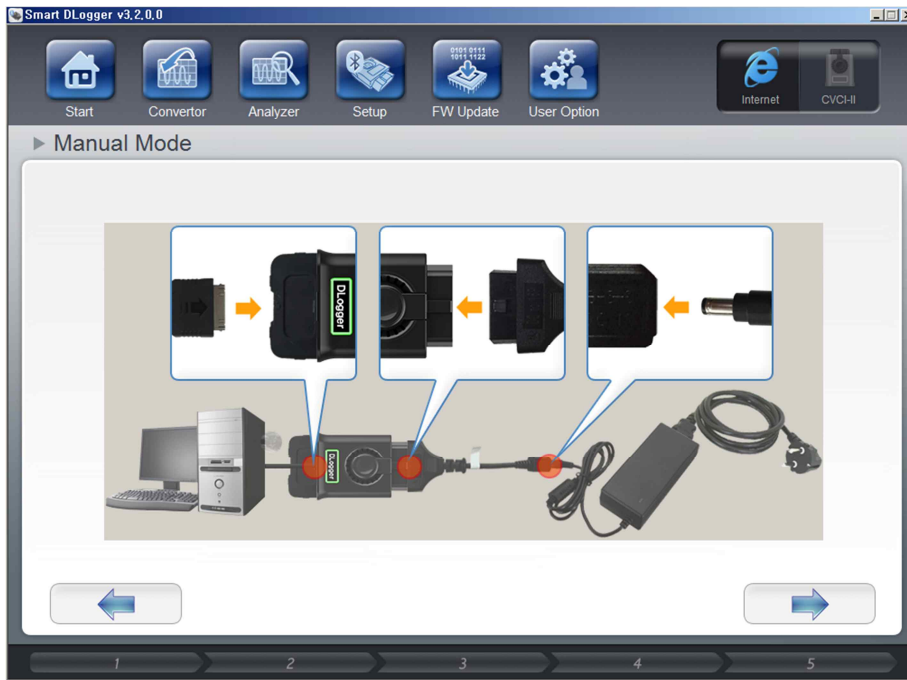 Smart DLogger v3,2,0,0
Start
Convertor
Analyzer
Setup
0101 0111
1011 1122
FW Update
User Option
Internet
CVCI-II
Manual Mode
DLogger
DLogger
1
2
3
4
5